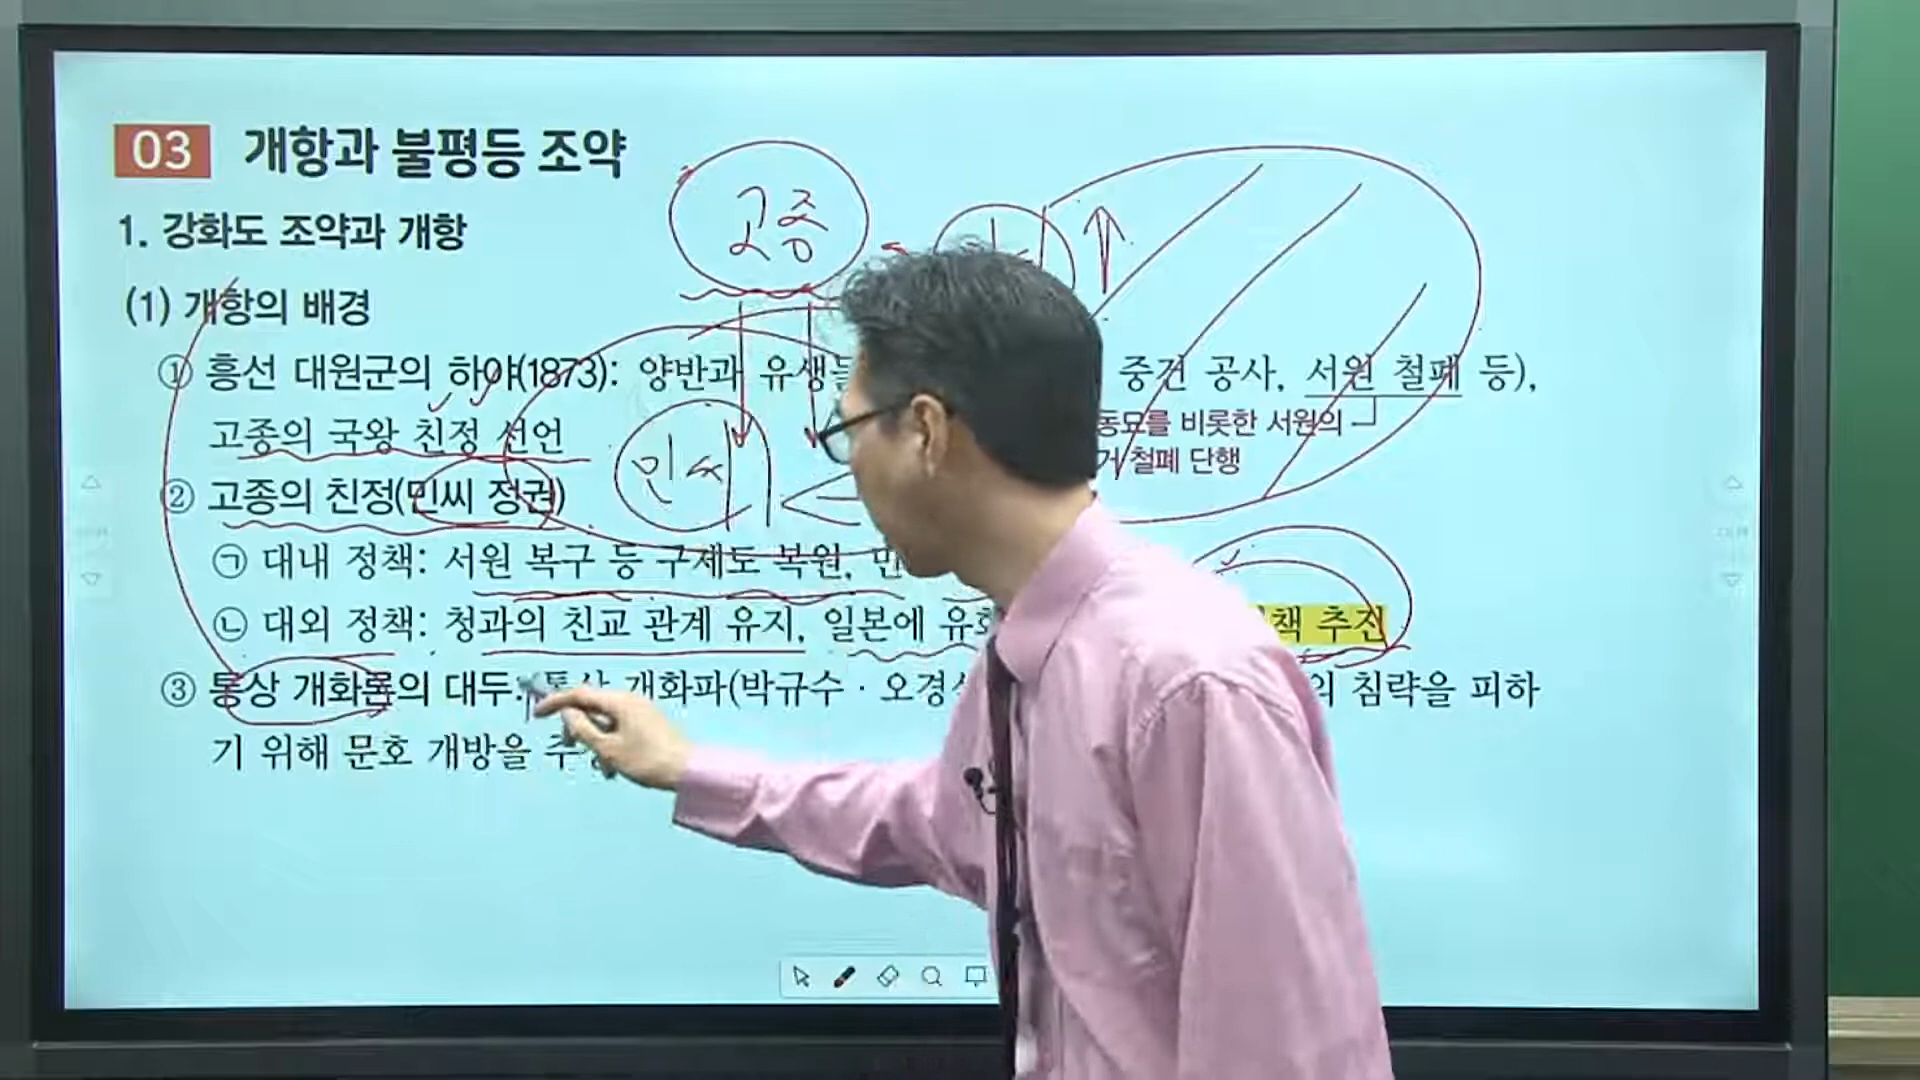 03 개항과 불평등 조약
고종
1. 강화도 조약과 개항
(1) 개항의 배경
① 흥선 대원군의 하야(1873): 양반과 유생들 중건 공사, 서원 철폐 등),
동묘를 비롯한 서원의
고종의 국왕 친정 선언
철폐 단행
민씨
② 고종의 친정(민씨 정권)
㉠ 대내 정책: 서원 복구 등 구제도 복원,
㉡ 대외 정책: 청과의 친교 관계 유지, 일본에 추진
③ 통상 개화론의 대두: 통상 개화파(박규수 · 오경 침략을 피하
기 위해 문호 개방을